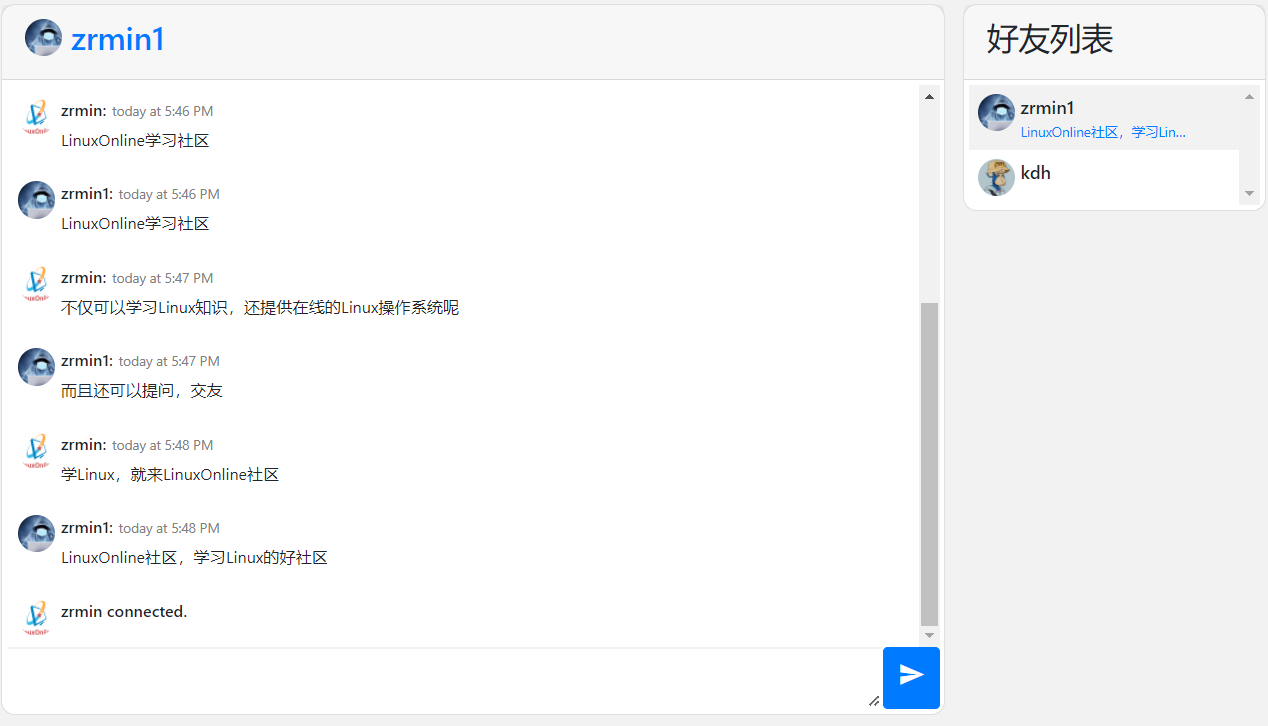 zrmin1
zrmin: today at 5:46 PM
LinuxOnline学习社区
zrmin1: today at 5:46 PM
LinuxOnline学习社区
zrmin: today at 5:47 PM
不仅可以学习Linux知识，还提供在线的Linux操作系统呢
zrmin1: today at 5:47 PM
而且还可以提问，交友
zrmin: today at 5:48 PM
学Linux，就来LinuxOnline社区
zrmin1: today at 5:48 PM
LinuxOnline社区，学习Linux的好社区
zrmin connected.
好友列表
zrmin1
LinuxOnline社区，学习Lin...
kdh